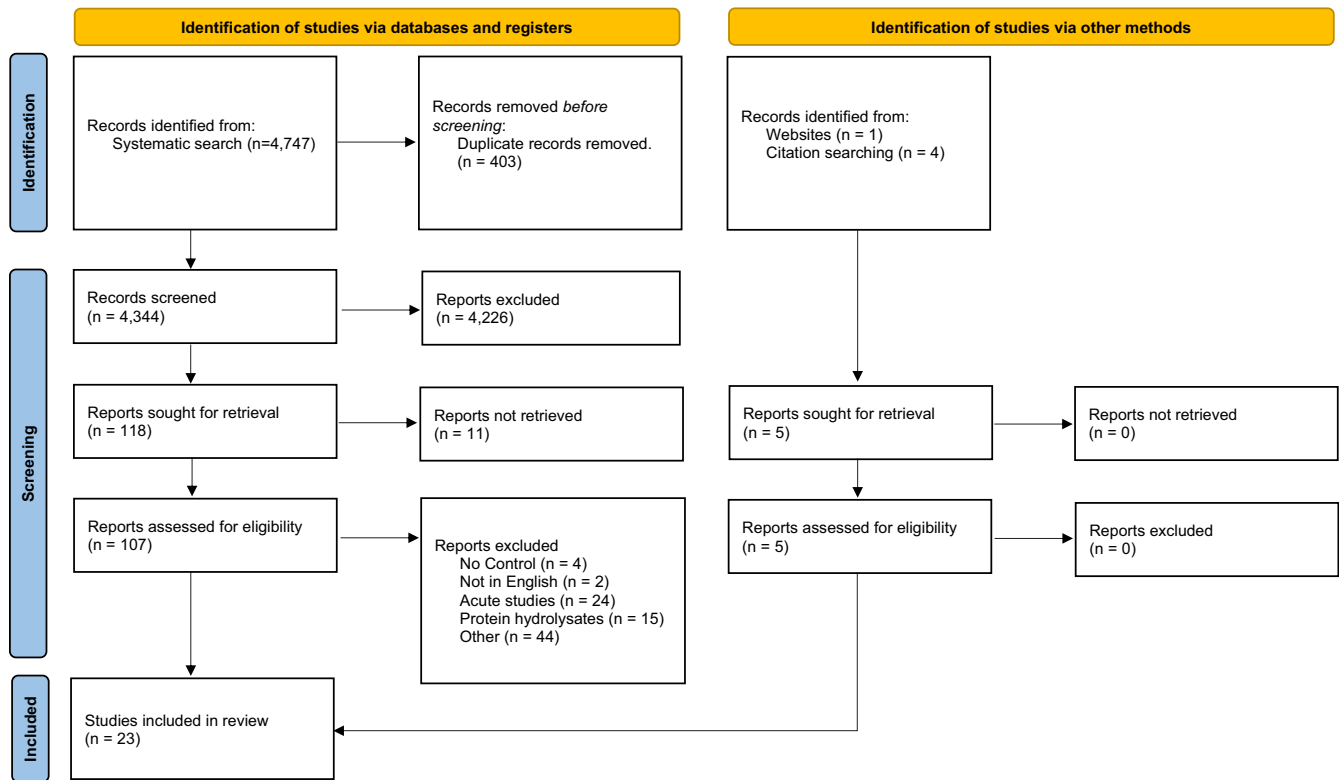 Identification of studies via databases and registers
Identification of studies via other methods
Identification
Records identified from:
Systematic search (n=4,747)
Records removed before
screening:
Duplicate records removed.
(n = 403)
Records identified from:
Websites (n = 1)
Citation searching (n = 4)
Screening
Records screened
(n = 4,344)
Reports excluded
(n = 4,226)
Reports sought for retrieval
(n = 118)
Reports not retrieved
(n = 11)
Reports sought for retrieval
(n = 5)
Reports not retrieved
(n = 0)
Reports assessed for eligibility
(n = 107)
Reports excluded
No Control (n = 4)
Not in English (n = 2)
Acute studies (n = 24)
Protein hydrolysates (n = 15)
Other (n = 44)
Reports assessed for eligibility
(n = 5)
Reports excluded
(n = 0)
Included
Studies included in review
(n = 23)